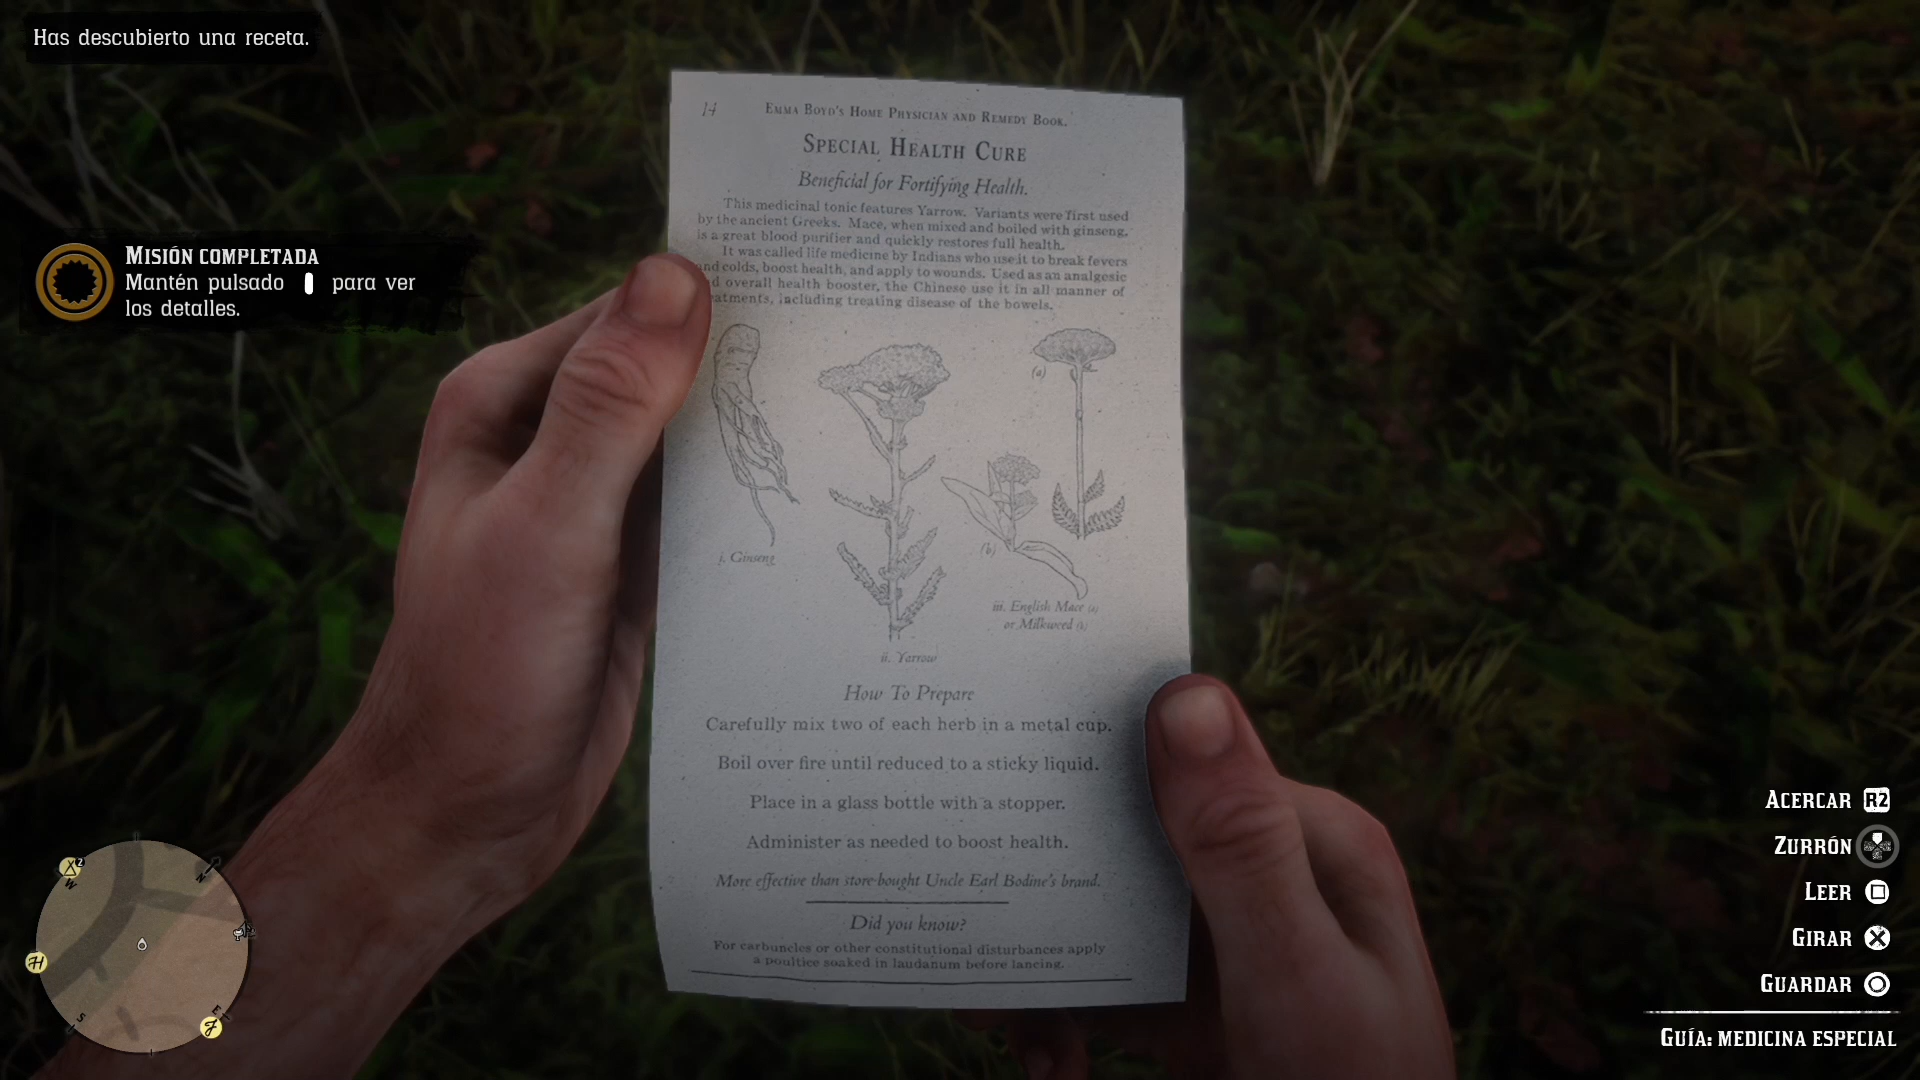 Has descubierto una receta.
MISIÓN COMPLETADA
Mantén pulsado para ver
los detalles.
14 EMMA BOYD'S HOME PHYSICIAN AND REMEDY BOOK.
SPECIAL HEALTH CURE
Beneficial for Fortifying Health.
This medicinal tonic features Yarrow. Variants were first used
by the ancient Greeks. Mace, when mixed and boiled with ginseng,
is a great blood purifier and quickly restores full health.
It was called life medicine by Indians who use it to break fevers
and colds, boost health, and apply to wounds. Used as an analgesic
overall health booster, the Chinese use it in all manner of
including treating disease of the bowels.
(a)
(b)
i. Ginseng
iii. English Mace (a)
or Milkweed (b)
ii. Yarrow
How To Prepare
Carefully mix two of each herb in a metal cup.
Boil over fire until reduced to a sticky liquid.
Place in a glass bottle with a stopper.
Administer as needed to boost health.
More effective than store-bought Uncle Earl Bodine's brand.
Did you know?
For carbuncles or other constitutional disturbances apply
a poultice soaked in laudanum before lancing.
2
W
N
H
S
E
J
ACERCAR R2
ZURRÓN
LEER
GIRAR
GUARDAR
GUÍA: MEDICINA ESPECIAL